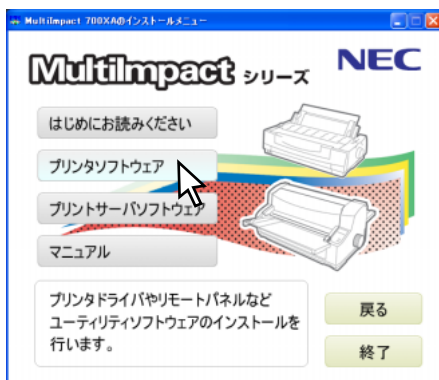 MultiImpact 700XAのインストールメニュー
MultiImpact シリーズ NEC
はじめにお読みください
プリンタソフトウェア
プリントサーバソフトウェア
マニュアル
プリンタドライバやリモートパネルなど
ユーティリティソフトウェアのインストールを
行います。
戻る
終了